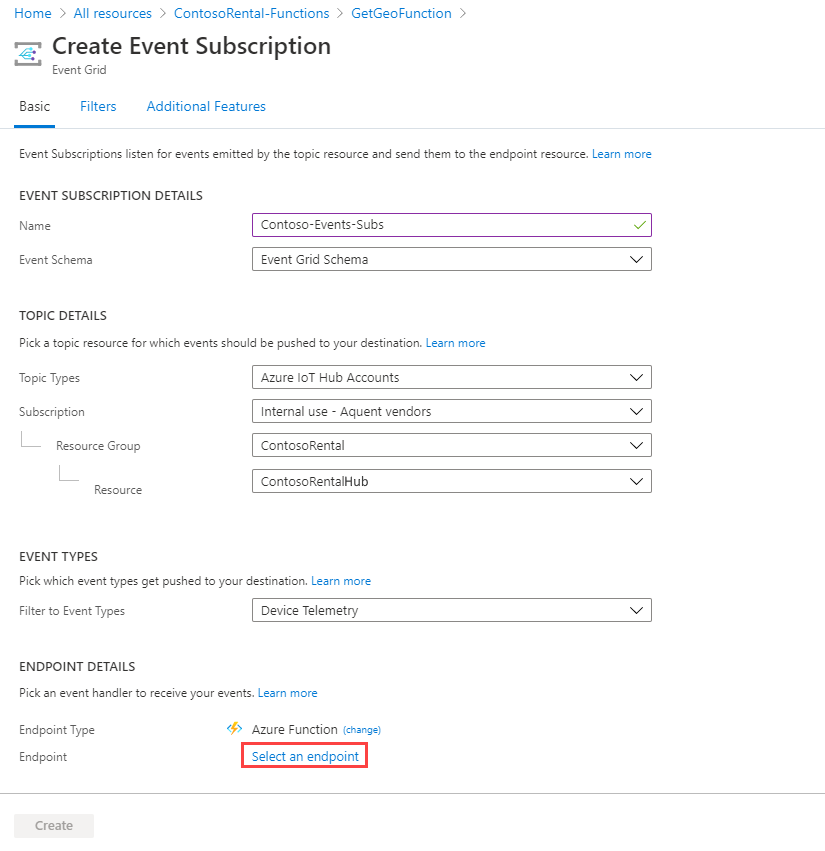 Home > All resources > ContosoRental-Functions > GetGeoFunction >
Create Event Subscription
Event Grid
Basic Filters Additional Features
Event Subscriptions listen for events emitted by the topic resource and send them to the endpoint resource. Learn more
EVENT SUBSCRIPTION DETAILS
Name Contoso-Events-Subs
Event Schema Event Grid Schema
TOPIC DETAILS
Pick a topic resource for which events should be pushed to your destination. Learn more
Topic Types Azure IoT Hub Accounts
Subscription Internal use - Aquent vendors
Resource Group ContosoRental
Resource ContosoRentalHub
EVENT TYPES
Pick which event types get pushed to your destination. Learn more
Filter to Event Types Device Telemetry
ENDPOINT DETAILS
Pick an event handler to receive your events. Learn more
Endpoint Type Azure Function (change)
Endpoint Select an endpoint
Create